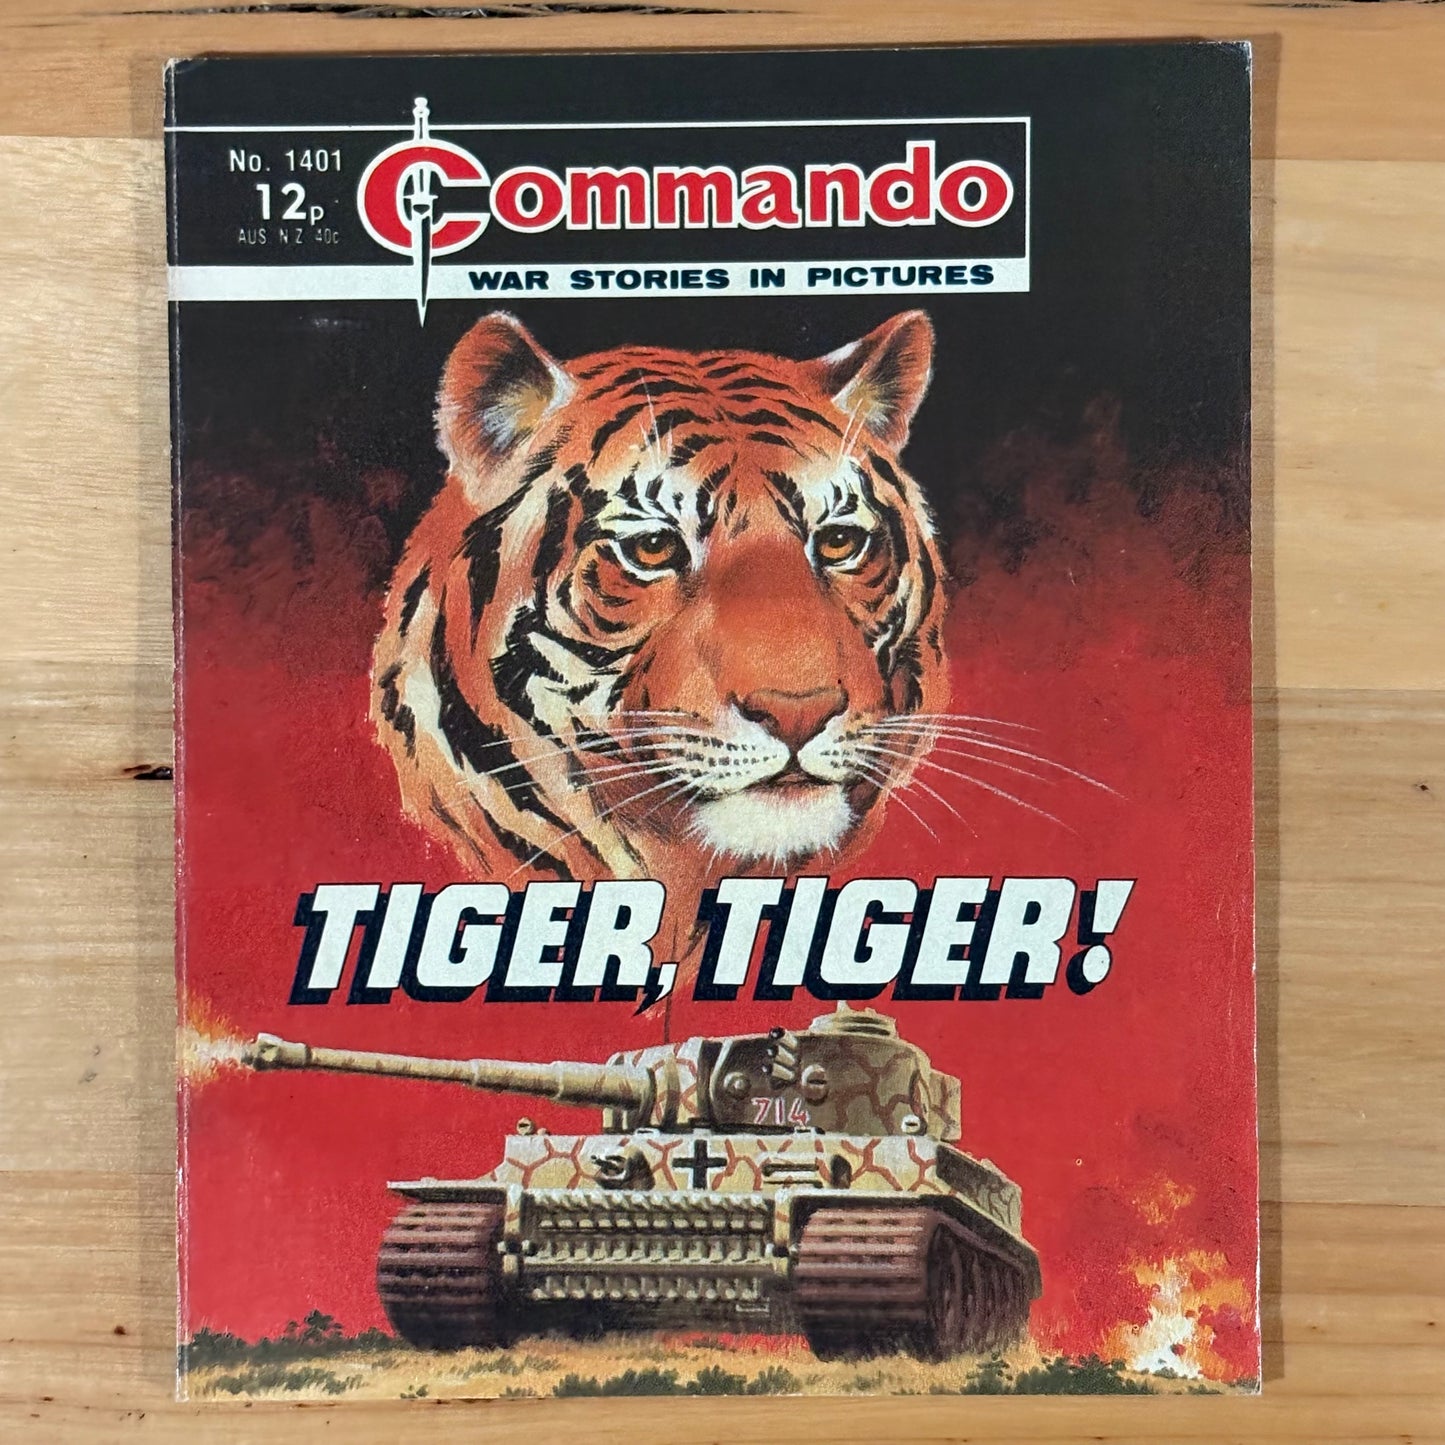 No. 1401
12p
AUS N Z 40c
Commando
WAR STORIES IN PICTURES
TIGER, TIGER!
714